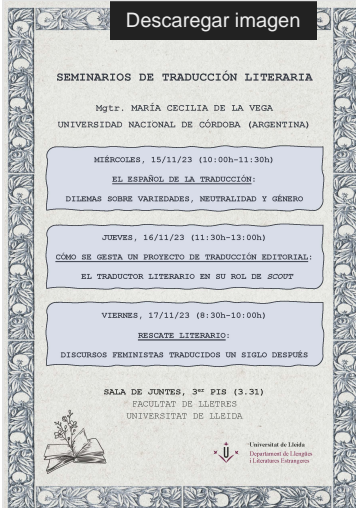 Descaregar imagen
SEMINARIOS DE TRADUCCIÓN LITERARIA
Mgtr. MARÍA CECILIA DE LA VEGA
UNIVERSIDAD NACIONAL DE CÓRDOBA (ARGENTINA)
MIÉRCOLES, 15/11/23 (10:00h-11:30h)
EL ESPAÑOL DE LA TRADUCCIÓN:
DILEMAS SOBRE VARIEDADES, NEUTRALIDAD Y GÉNERO
JUEVES, 16/11/23 (11:30h-13:00h)
CÓMO SE GESTA UN PROYECTO DE TRADUCCIÓN EDITORIAL:
EL TRADUCTOR LITERARIO EN SU ROL DE SCOUT
VIERNES, 17/11/23 (8:30h-10:00h)
RESCATE LITERARIO:
DISCURSOS FEMINISTAS TRADUCIDOS UN SIGLO DESPUÉS
SALA DE JUNTES, 3er PIS (3.31)
FACULTAT DE LLETRES
UNIVERSITAT DE LLEIDA
Universitat de Lleida
Departament de Llengües
i Literatures Estrangeres